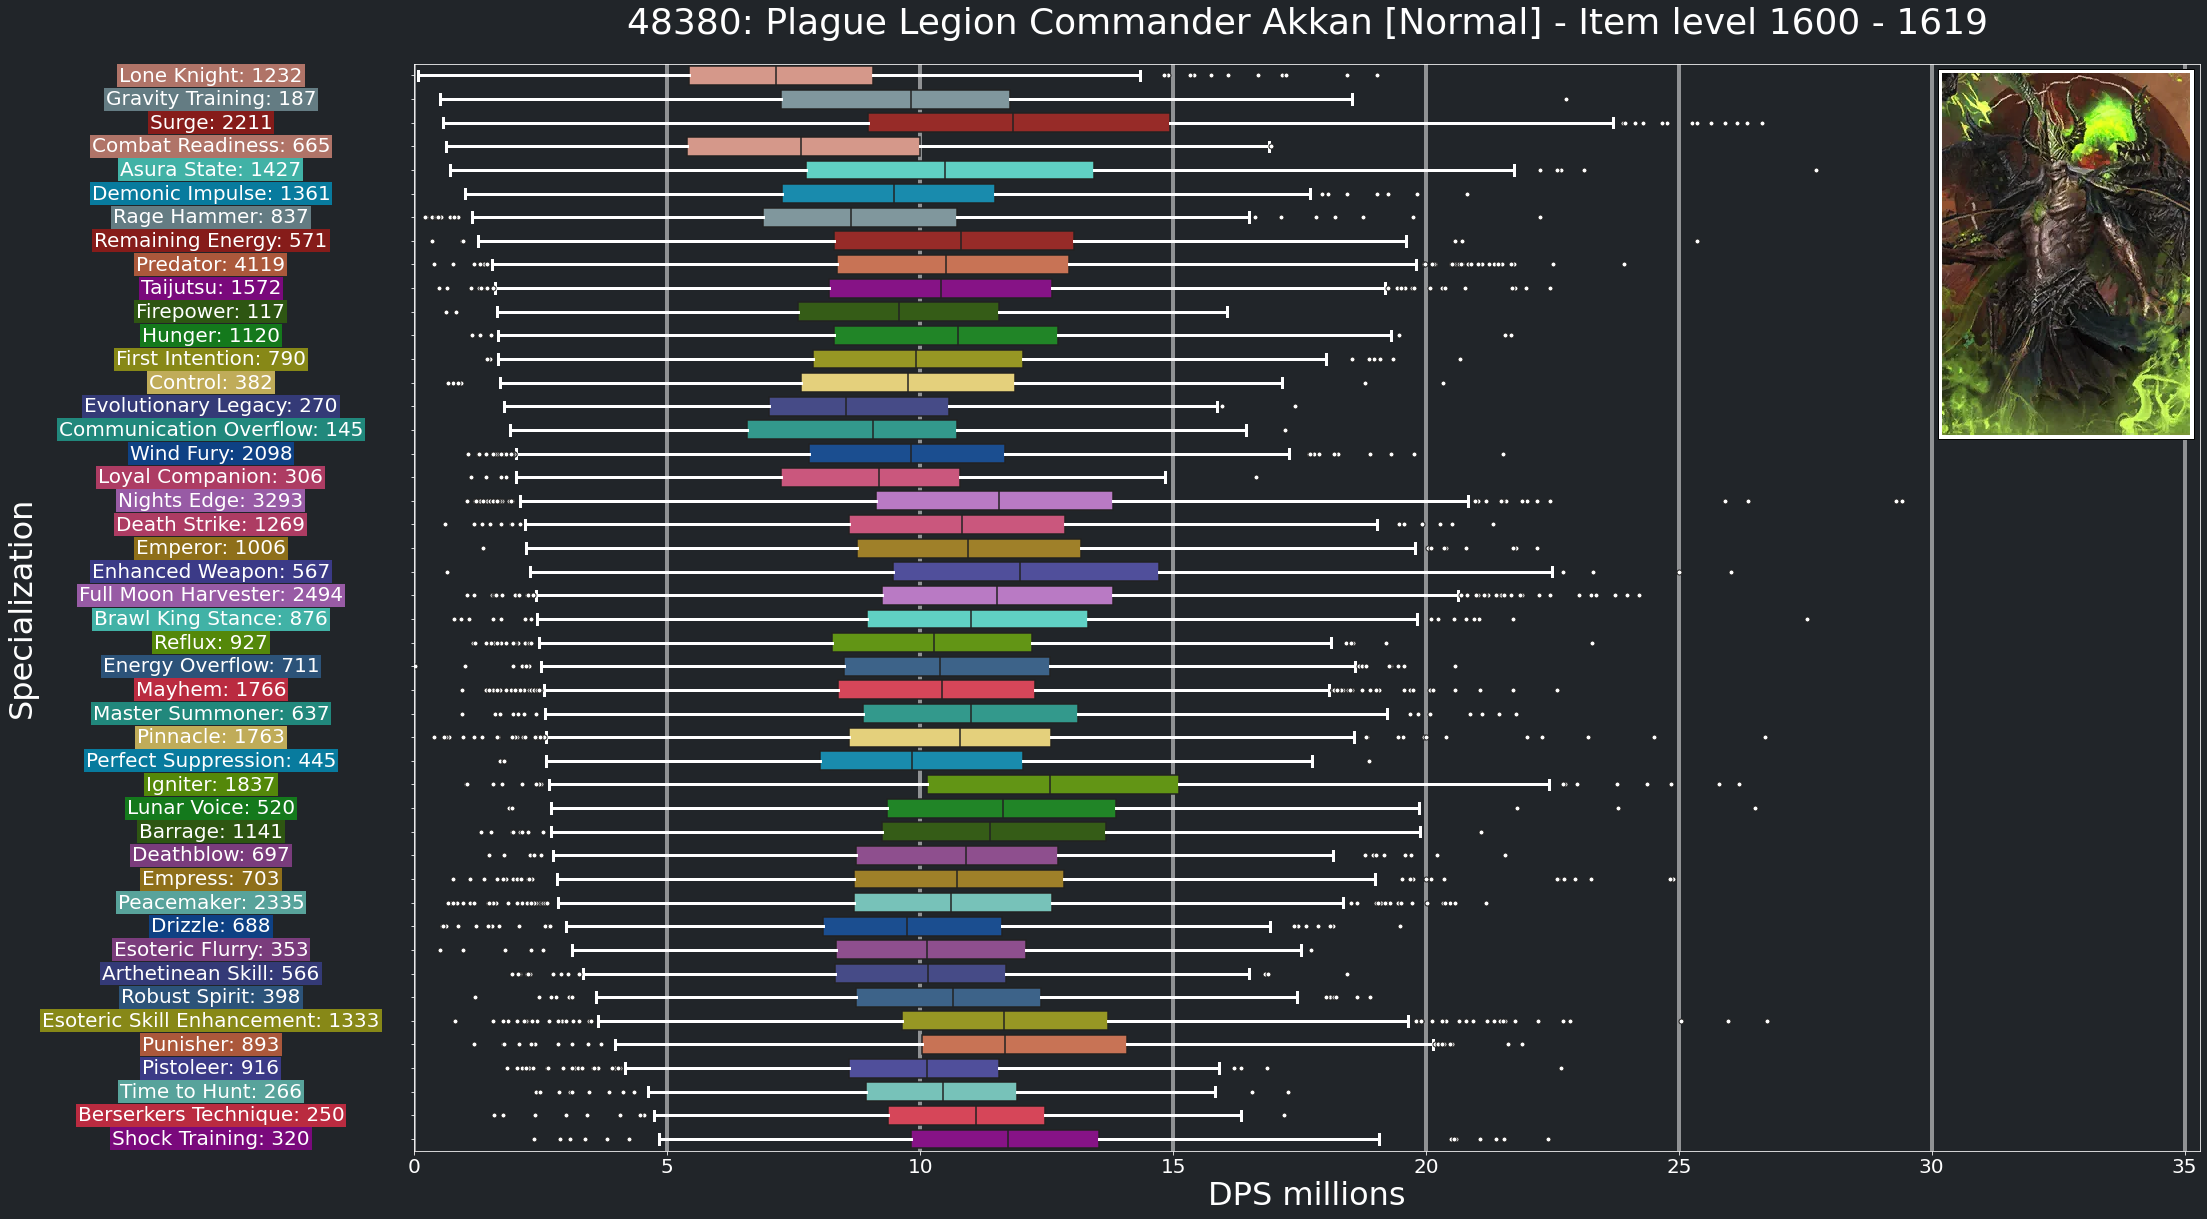 48380: Plague Legion Commander Akkan [Normal] - Item level 1600 - 1619
Lone Knight: 1232
Gravity Training: 187
Surge: 2211
Combat Readiness: 665
Asura State: 1427
Demonic Impulse: 1361
Rage Hammer: 837
Remaining Energy: 571
Predator: 4119
Taijutsu: 1572
Firepower: 117
Hunger: 1120
First Intention: 790
Control: 382
Evolutionary Legacy: 270
Communication Overflow: 145
Wind Fury: 2098
Loyal Companion: 306
Nights Edge: 3293
Death Strike: 1269
Emperor: 1006
Enhanced Weapon: 567
Full Moon Harvester: 2494
Brawl King Stance: 876
Reflux: 927
Energy Overflow: 711
Mayhem: 1766
Master Summoner: 637
Pinnacle: 1763
Perfect Suppression: 445
Igniter: 1837
Lunar Voice: 520
Barrage: 1141
Deathblow: 697
Empress: 703
Peacemaker: 2335
Drizzle: 688
Esoteric Flurry: 353
Arthetinean Skill: 566
Robust Spirit: 398
Esoteric Skill Enhancement: 1333
Punisher: 893
Pistoleer: 916
Time to Hunt: 266
Berserkers Technique: 250
Shock Training: 320
Specialization
0 5 10 15 20 25 30 35
DPS millions